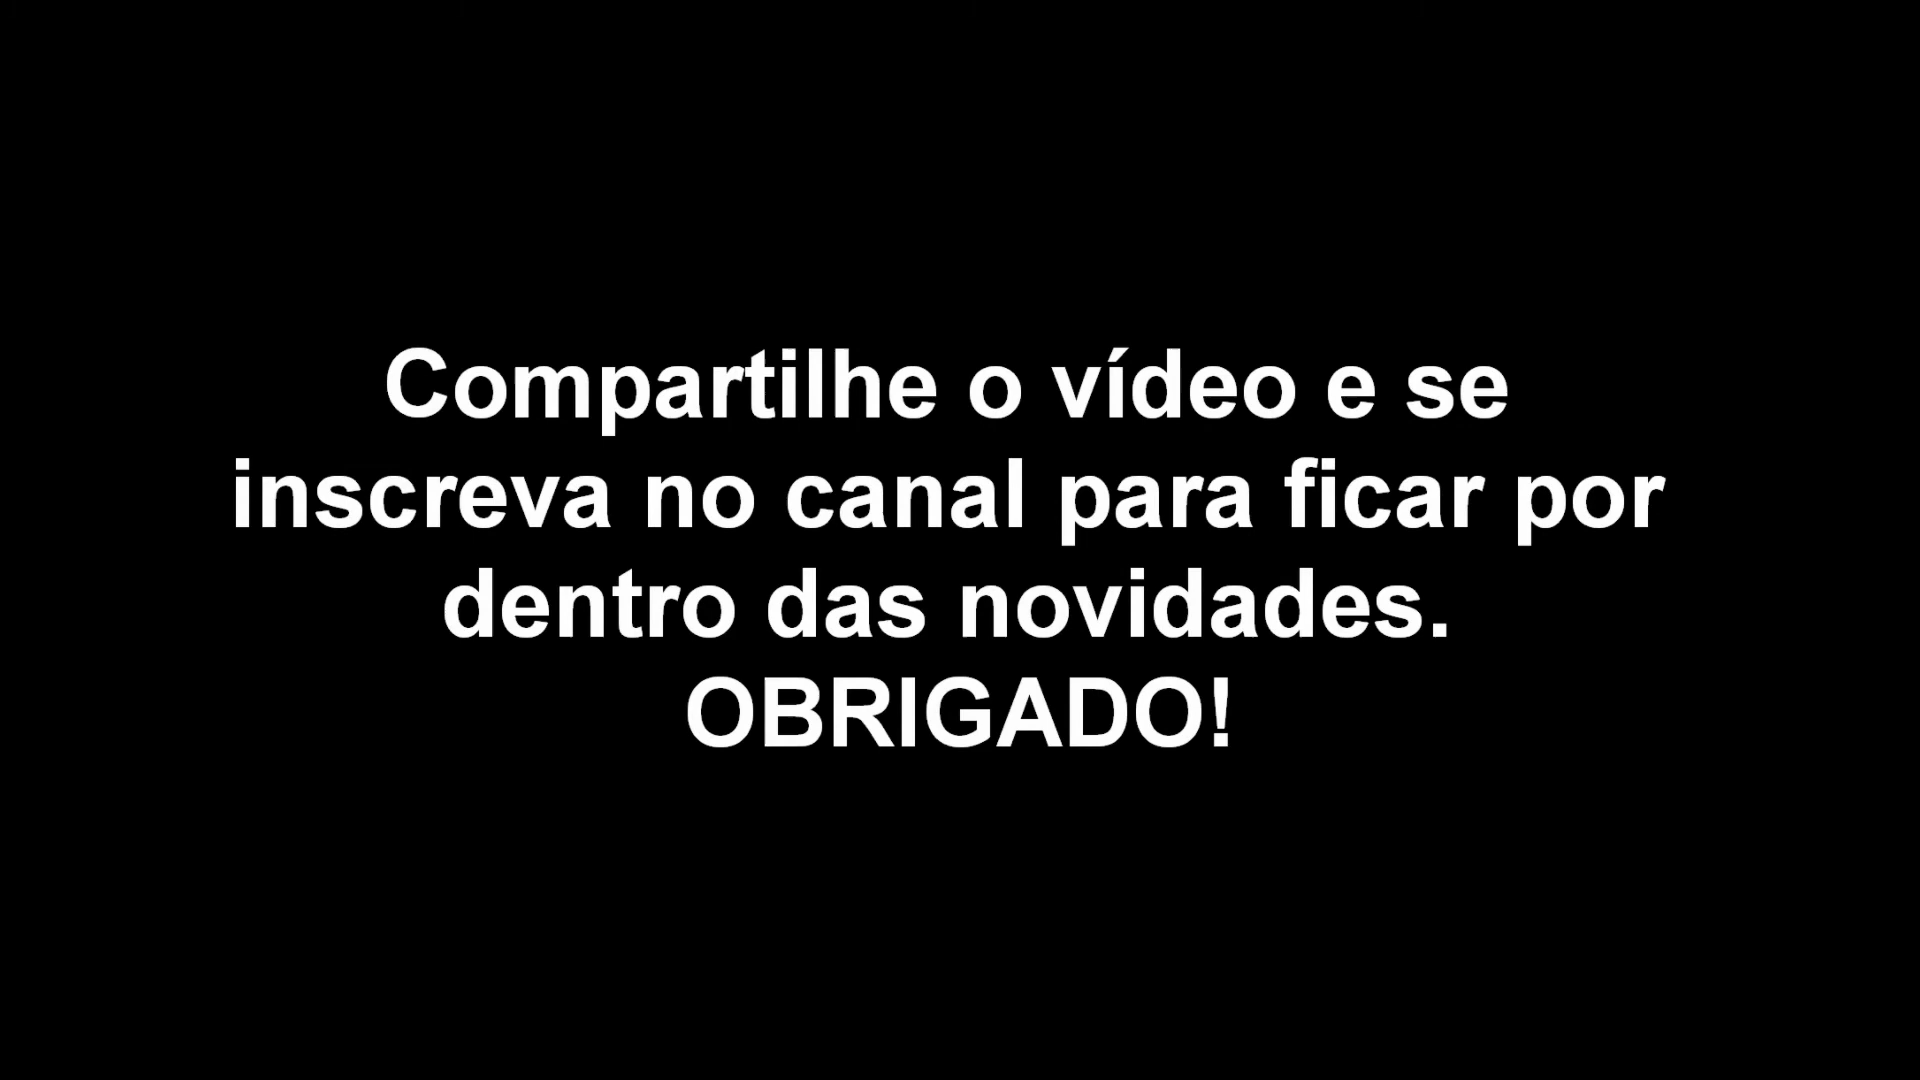 Compartilhe o vídeo e se
inscreva no canal para ficar por
dentro das novidades.
OBRIGADO!